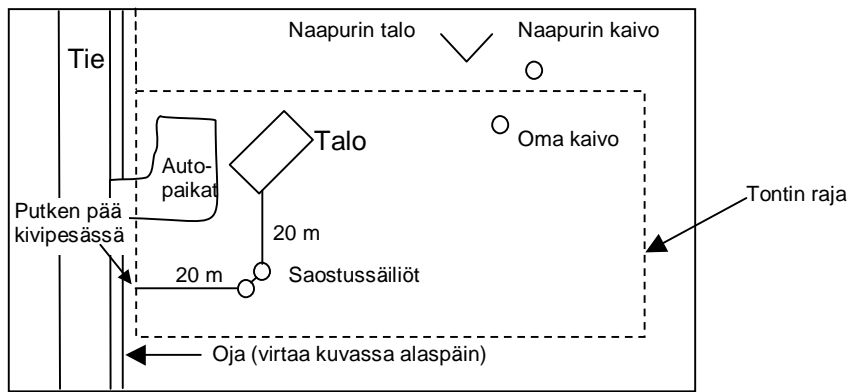 Naapurin talo
Naapurin kaivo
Tie
Talo
Oma kaivo
Auto-
paikat
Tontin raja
Putken pää
kivipesässä
20 m
20 m
Saostussäiliöt
Oja (virtaa kuvassa alaspäin)